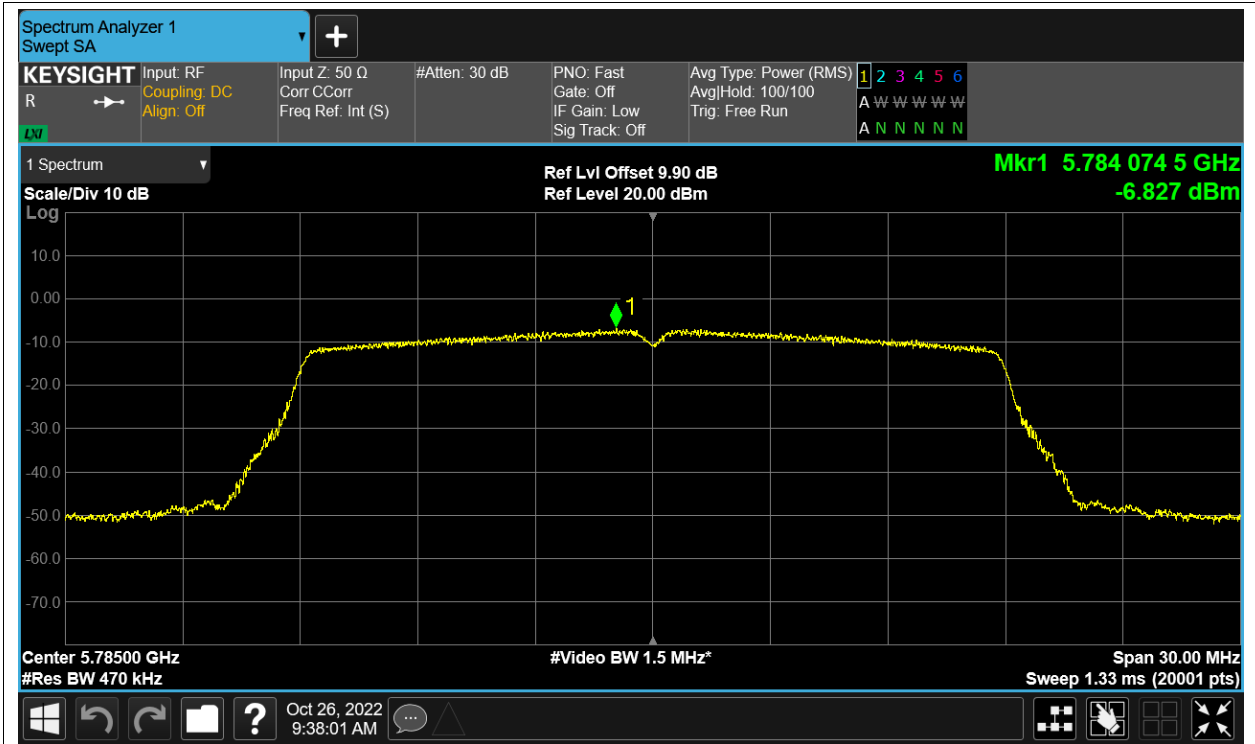 Spectrum Analyzer 1
Swept SA
KEYSIGHT
R
LXI
Input: RF
Coupling: DC
Align: Off
Input Z: 50 Ω
Corr CCorr
Freq Ref: Int (S)
#Atten: 30 dB
PNO: Fast
Gate: Off
IF Gain: Low
Sig Track: Off
Avg Type: Power (RMS)
Avg|Hold: 100/100
Trig: Free Run
1 2 3 4 5 6
A W W W W W
A N N N N N
1 Spectrum
Scale/Div 10 dB
Log
Ref Lvl Offset 9.90 dB
Ref Level 20.00 dBm
Mkr1 5.784 074 5 GHz
-6.827 dBm
10.0
0.00
-10.0
-20.0
-30.0
-40.0
-50.0
-60.0
-70.0
1
Center 5.78500 GHz
#Res BW 470 kHz
#Video BW 1.5 MHz*
Span 30.00 MHz
Sweep 1.33 ms (20001 pts)
?
Oct 26, 2022
9:38:01 AM